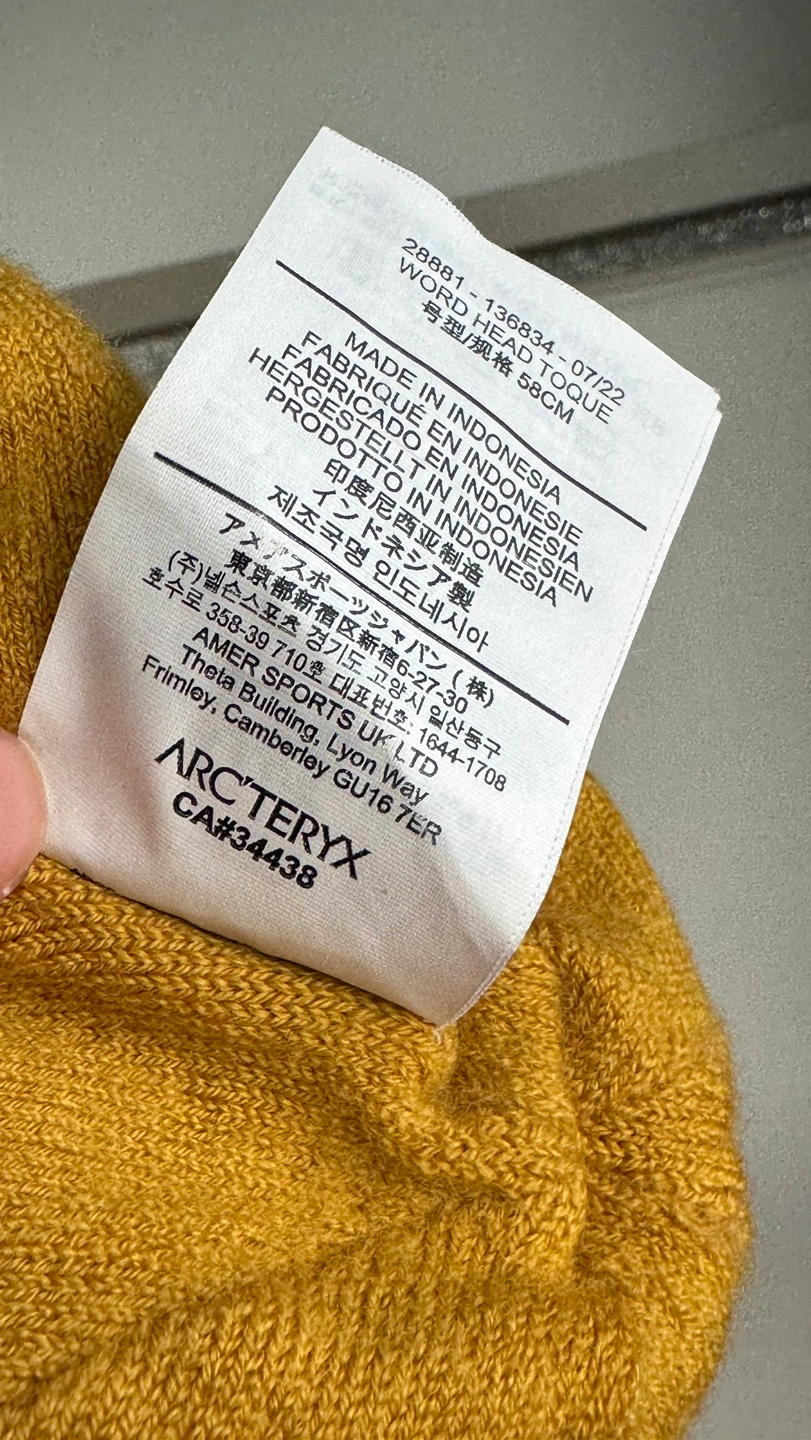 28881 - 136834 - 07/22
WORD HEAD TOQUE
号型/规格 58CM
MADE IN INDONESIA
FABRIQUÉ EN INDONESIE
FABRICADO EN INDONESIA
HERGESTELLT IN INDONESIEN
PRODOTTO IN INDONESIA
印度尼西亚制造
インドネシア製
제조국명 인도네시아
アメアスポーツジャパン ( 株)
東京都新宿区新宿6-27-30
(주)넬슨스포츠 경기도 고양시 일산동구
호수로 358-39 710호 대표번호. 1644-1708
AMER SPORTS UK LTD
Theta Building, Lyon Way
Frimley, Camberley GU16 7ER
ARC'TERYX
CA#34438